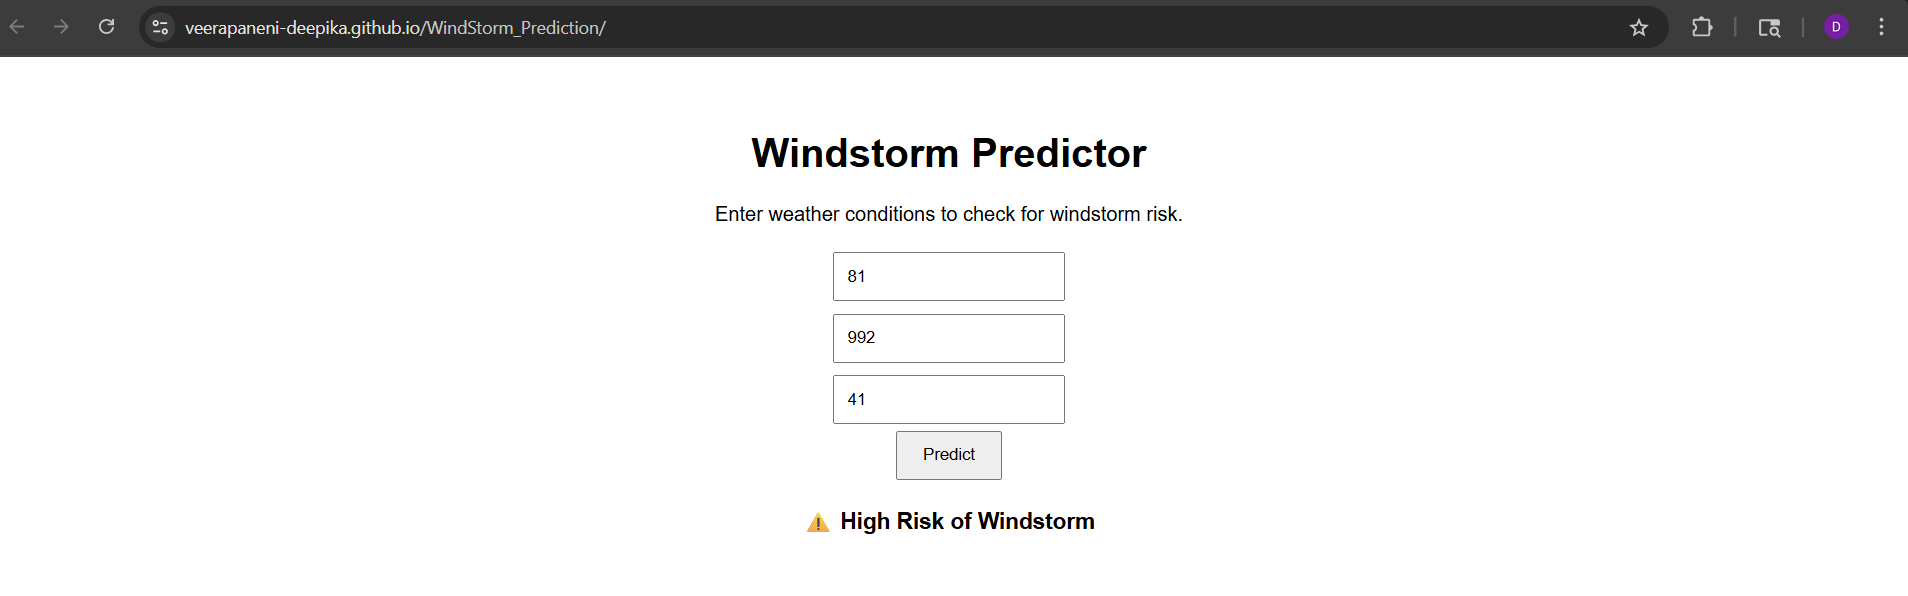 veerapaneni-deepika.github.io/WindStorm_Prediction/
D
Windstorm Predictor
Enter weather conditions to check for windstorm risk.
81
992
41
Predict
⚠️ High Risk of Windstorm